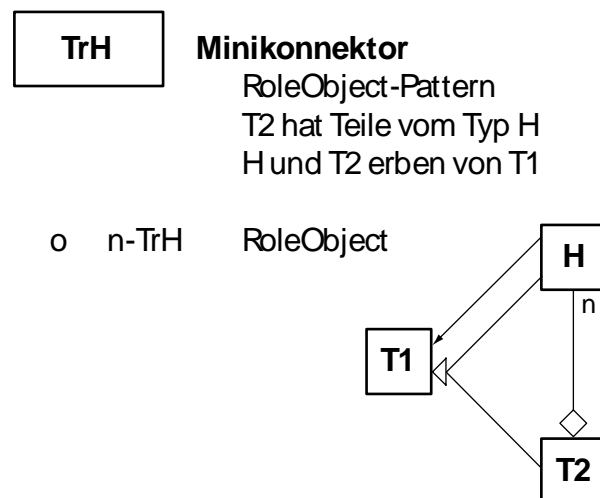 TrH Minikonnektor
RoleObject-Pattern
T2 hat Teile vom Typ H
H und T2 erben von T1
o n-TrH RoleObject
H
n
T1
T2